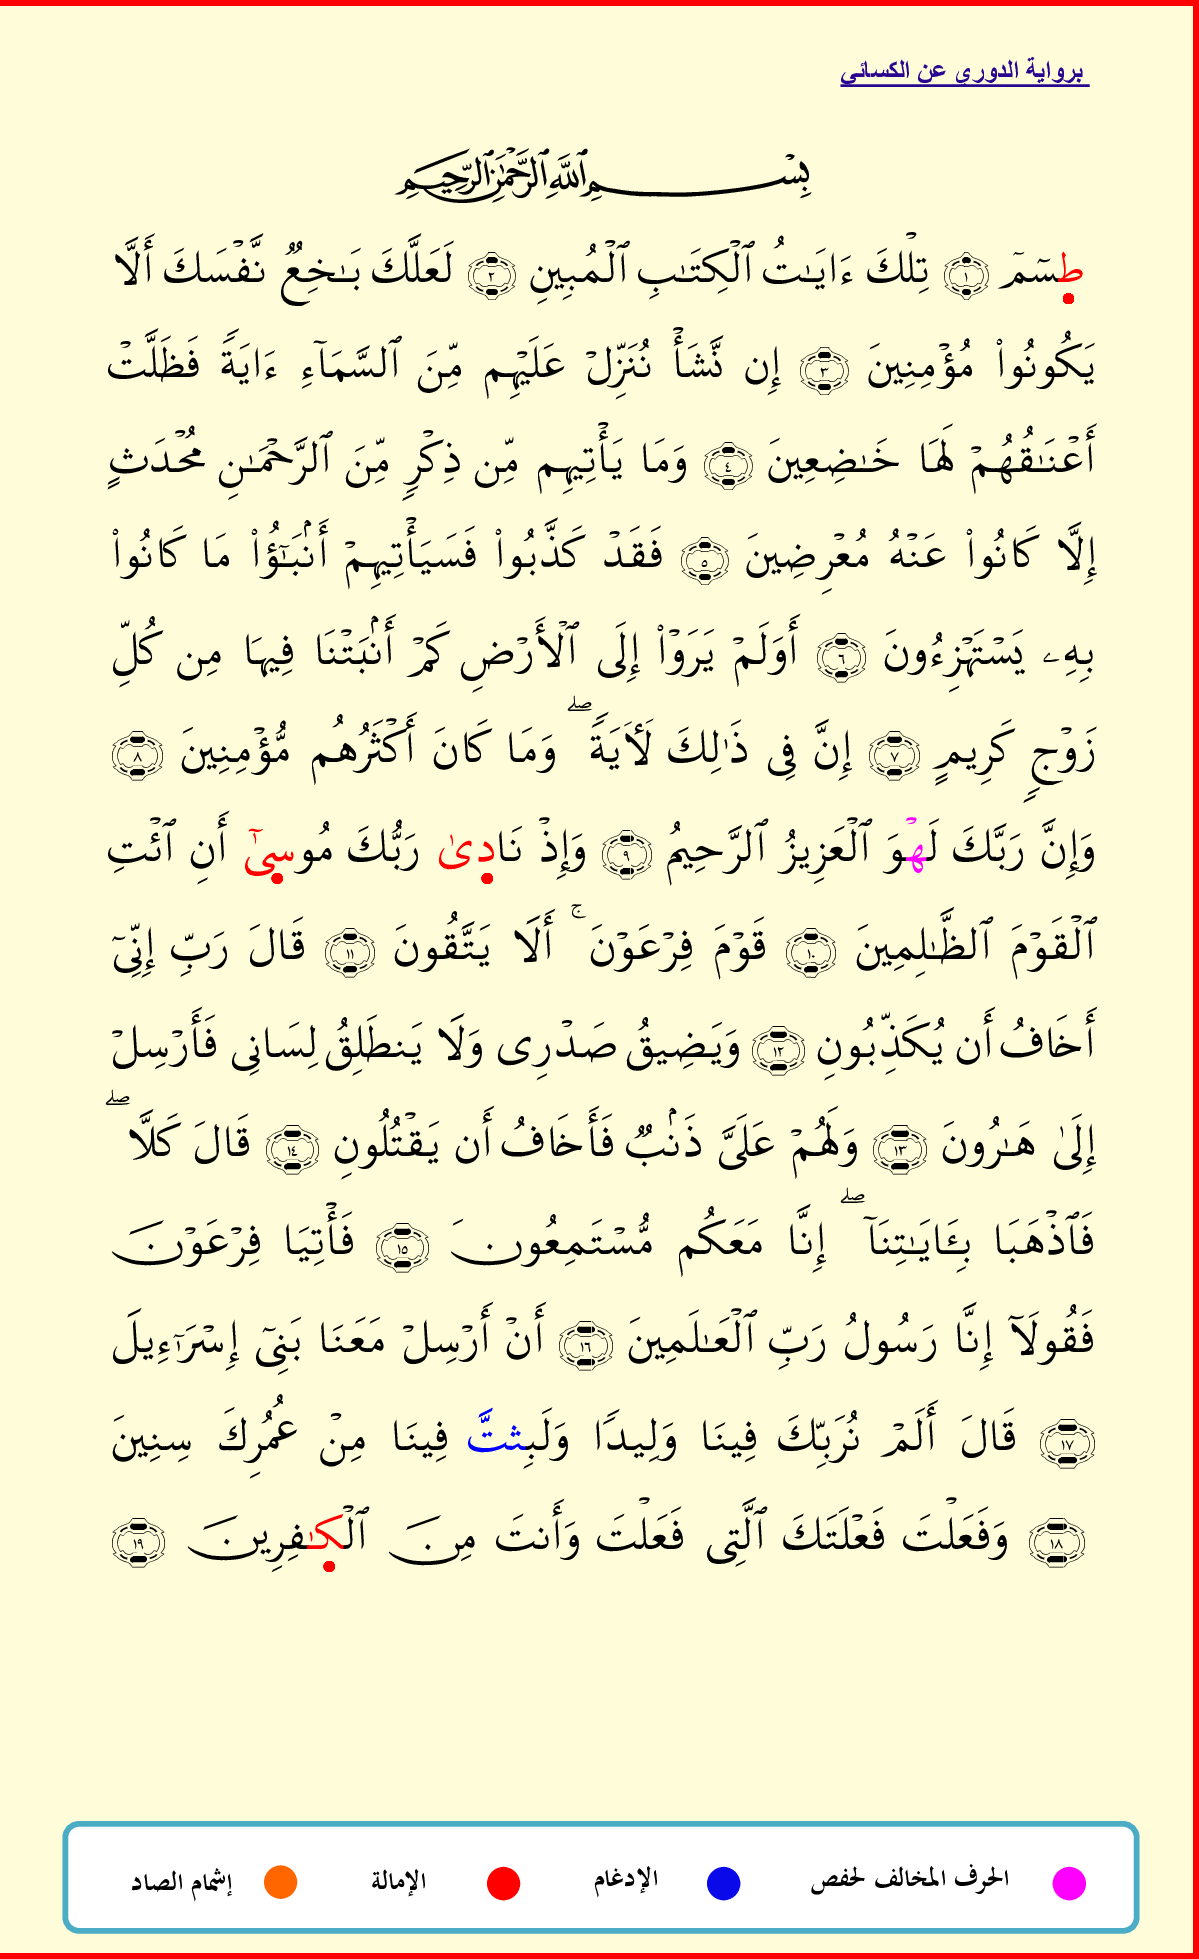 برواية الدوري عن الكسائي
بِسْمِ ٱللَّهِ ٱلرَّحْمَٰنِ ٱلرَّحِيمِ
طسٓمٓ ١ تِلْكَ ءَايَٰتُ ٱلْكِتَٰبِ ٱلْمُبِينِ ٢ لَعَلَّكَ بَٰخِعٌ نَّفْسَكَ أَلَّا
يَكُونُوا۟ مُؤْمِنِينَ ٣ إِن نَّشَأْ نُنَزِّلْ عَلَيْهِم مِّنَ ٱلسَّمَآءِ ءَايَةً فَظَلَّتْ
أَعْنَٰقُهُمْ لَهَا خَٰضِعِينَ ٤ وَمَا يَأْتِيهِم مِّن ذِكْرٍ مِّنَ ٱلرَّحْمَٰنِ مُحْدَثٍ
إِلَّا كَانُوا۟ عَنْهُ مُعْرِضِينَ ٥ فَقَدْ كَذَّبُوا۟ فَسَيَأْتِيهِمْ أَنۢبَٰٓؤُا۟ مَا كَانُوا۟
بِهِۦ يَسْتَهْزِءُونَ ٦ أَوَلَمْ يَرَوْا۟ إِلَى ٱلْأَرْضِ كَمْ أَنۢبَتْنَا فِيهَا مِن كُلِّ
زَوْجٍ كَرِيمٍ ٧ إِنَّ فِى ذَٰلِكَ لَأٓيَةً ۖ وَمَا كَانَ أَكْثَرُهُم مُّؤْمِنِينَ ٨
وَإِنَّ رَبَّكَ لَهْوَ ٱلْعَزِيزُ ٱلرَّحِيمُ ٩ وَإِذْ نَادِىٰ رَبُّكَ مُوسِىٰٓ أَنِ ٱئْتِ
ٱلْقَوْمَ ٱلظَّٰلِمِينَ ١٠ قَوْمَ فِرْعَوْنَ ۚ أَلَا يَتَّقُونَ ١١ قَالَ رَبِّ إِنِّىٓ
أَخَافُ أَن يُكَذِّبُونِ ١٢ وَيَضِيقُ صَدْرِى وَلَا يَنطَلِقُ لِسَانِى فَأَرْسِلْ
إِلَىٰ هَٰرُونَ ١٣ وَلَهُمْ عَلَىَّ ذَنۢبٌ فَأَخَافُ أَن يَقْتُلُونِ ١٤ قَالَ كَلَّا ۖ
فَٱذْهَبَا بِـَٔايَٰتِنَآ ۖ إِنَّا مَعَكُم مُّسْتَمِعُونَ ١٥ فَأْتِيَا فِرْعَوْنَ
فَقُولَآ إِنَّا رَسُولُ رَبِّ ٱلْعَٰلَمِينَ ١٦ أَنْ أَرْسِلْ مَعَنَا بَنِىٓ إِسْرَٰٓءِيلَ
١٧ قَالَ أَلَمْ نُرَبِّكَ فِينَا وَلِيدًا وَلَبِثتَّ فِينَا مِنْ عُمُرِكَ سِنِينَ
١٨ وَفَعَلْتَ فَعْلَتَكَ ٱلَّتِى فَعَلْتَ وَأَنتَ مِنَ ٱلْكَٰفِرِينَ ١٩
الحرف المخالف لحفص الإدغام الإمالة إشمام الصاد